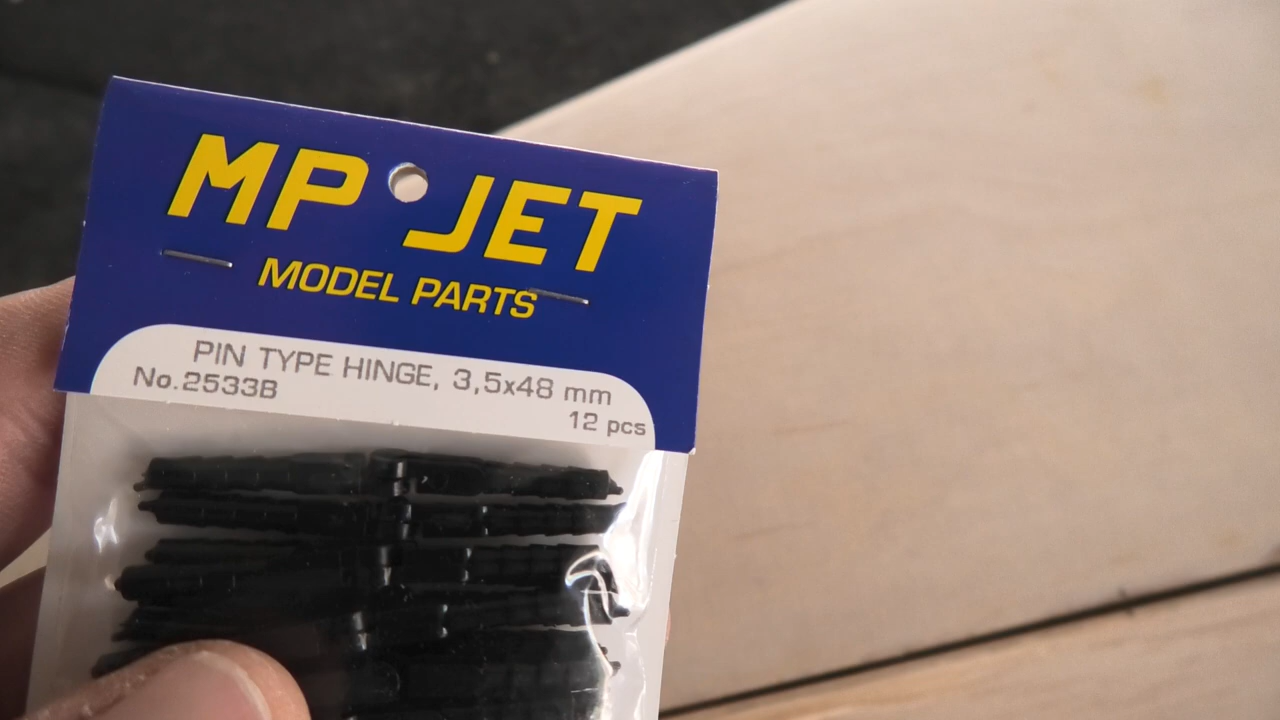 MP JET
MODEL PARTS
PIN TYPE HINGE, 3,5x48 mm
No.2533B
12 pcs